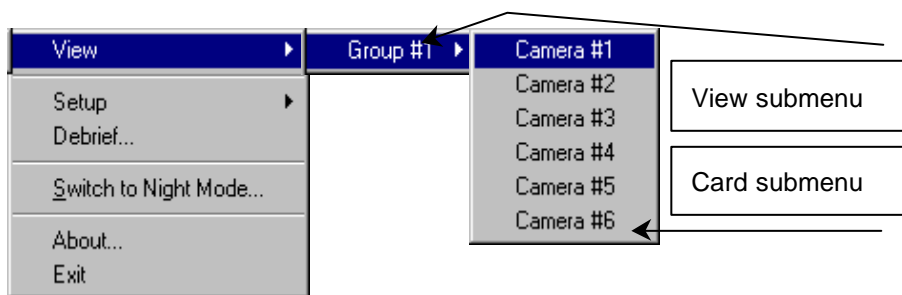 View
Setup
Debrief...
Switch to Night Mode...
About...
Exit
Group #1
Camera #1
Camera #2
Camera #3
Camera #4
Camera #5
Camera #6
View submenu
Card submenu